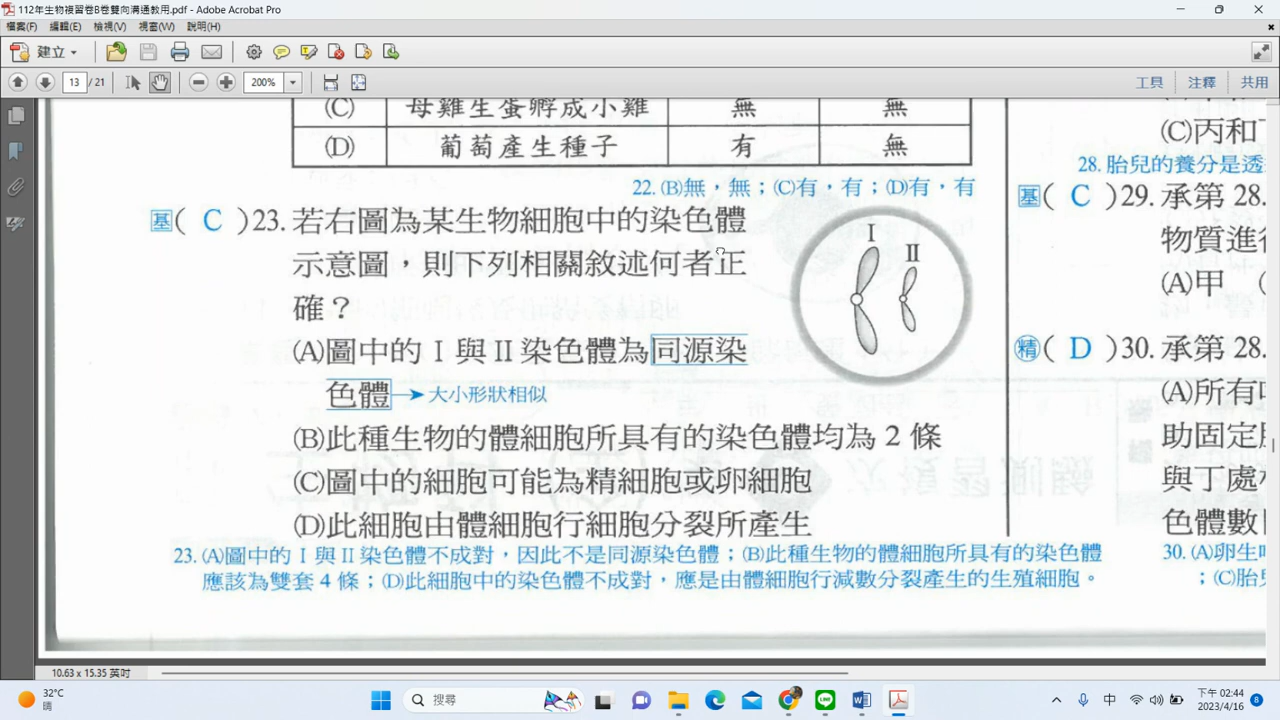 112年生物複習卷B卷雙向溝通教用.pdf - Adobe Acrobat Pro
檔案(F) 編輯(E) 檢視(V) 視窗(W) 說明(H)
建立
13 / 21 200% 工具 注釋 共用
(C) 母雞生蛋孵成小雞 無 無
(D) 葡萄產生種子 有 無
22. (B)無，無；(C)有，有；(D)有，有
基( C )23. 若右圖為某生物細胞中的染色體
示意圖，則下列相關敘述何者正
確？
(A)圖中的Ⅰ與Ⅱ染色體為同源染
色體→大小形狀相似
(B)此種生物的體細胞所具有的染色體均為 2 條
(C)圖中的細胞可能為精細胞或卵細胞
(D)此細胞由體細胞行細胞分裂所產生
23. (A)圖中的Ⅰ與Ⅱ染色體不成對，因此不是同源染色體；(B)此種生物的體細胞所具有的染色體
應該為雙套 4 條；(D)此細胞中的染色體不成對，應是由體細胞行減數分裂產生的生殖細胞。
Ⅰ
Ⅱ
(C)丙和丁
28. 胎兒的養分是透
基( C )29. 承第 28.
物質進行
(A)甲 (
精( D )30. 承第 28.
(A)所有
助固定
與丁處
色體數
30. (A)卵生
；(C)胎兒
10.63 x 15.35 英吋
32°C
晴
搜尋
中
下午 02:44
2023/4/16
8